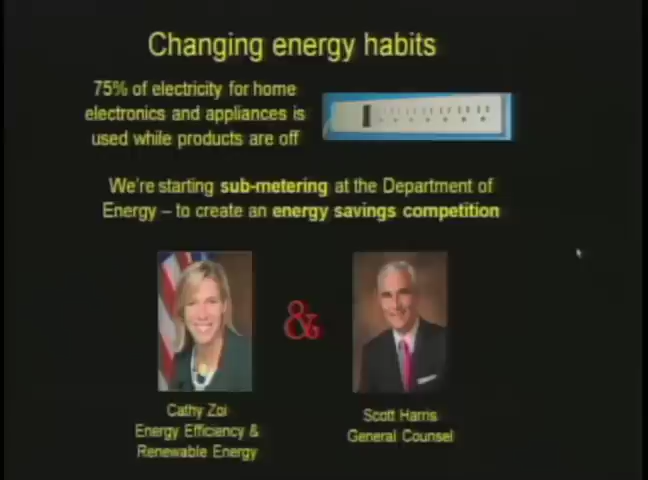 Changing energy habits
75% of electricity for home
electronics and appliances is
used while products are off
We're starting sub-metering at the Department of
Energy – to create an energy savings competition
&
Cathy Zoi
Energy Efficiency &
Renewable Energy
Scott Harris
General Counsel